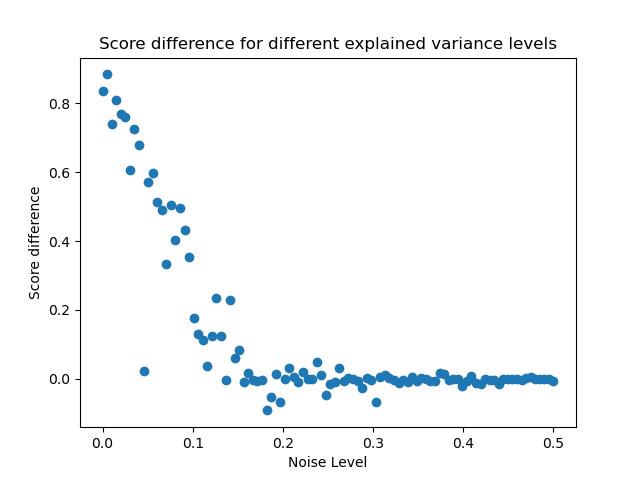 Score difference for different explained variance levels
0.8
0.6
0.4
0.2
0.0
Score difference
0.0 0.1 0.2 0.3 0.4 0.5
Noise Level